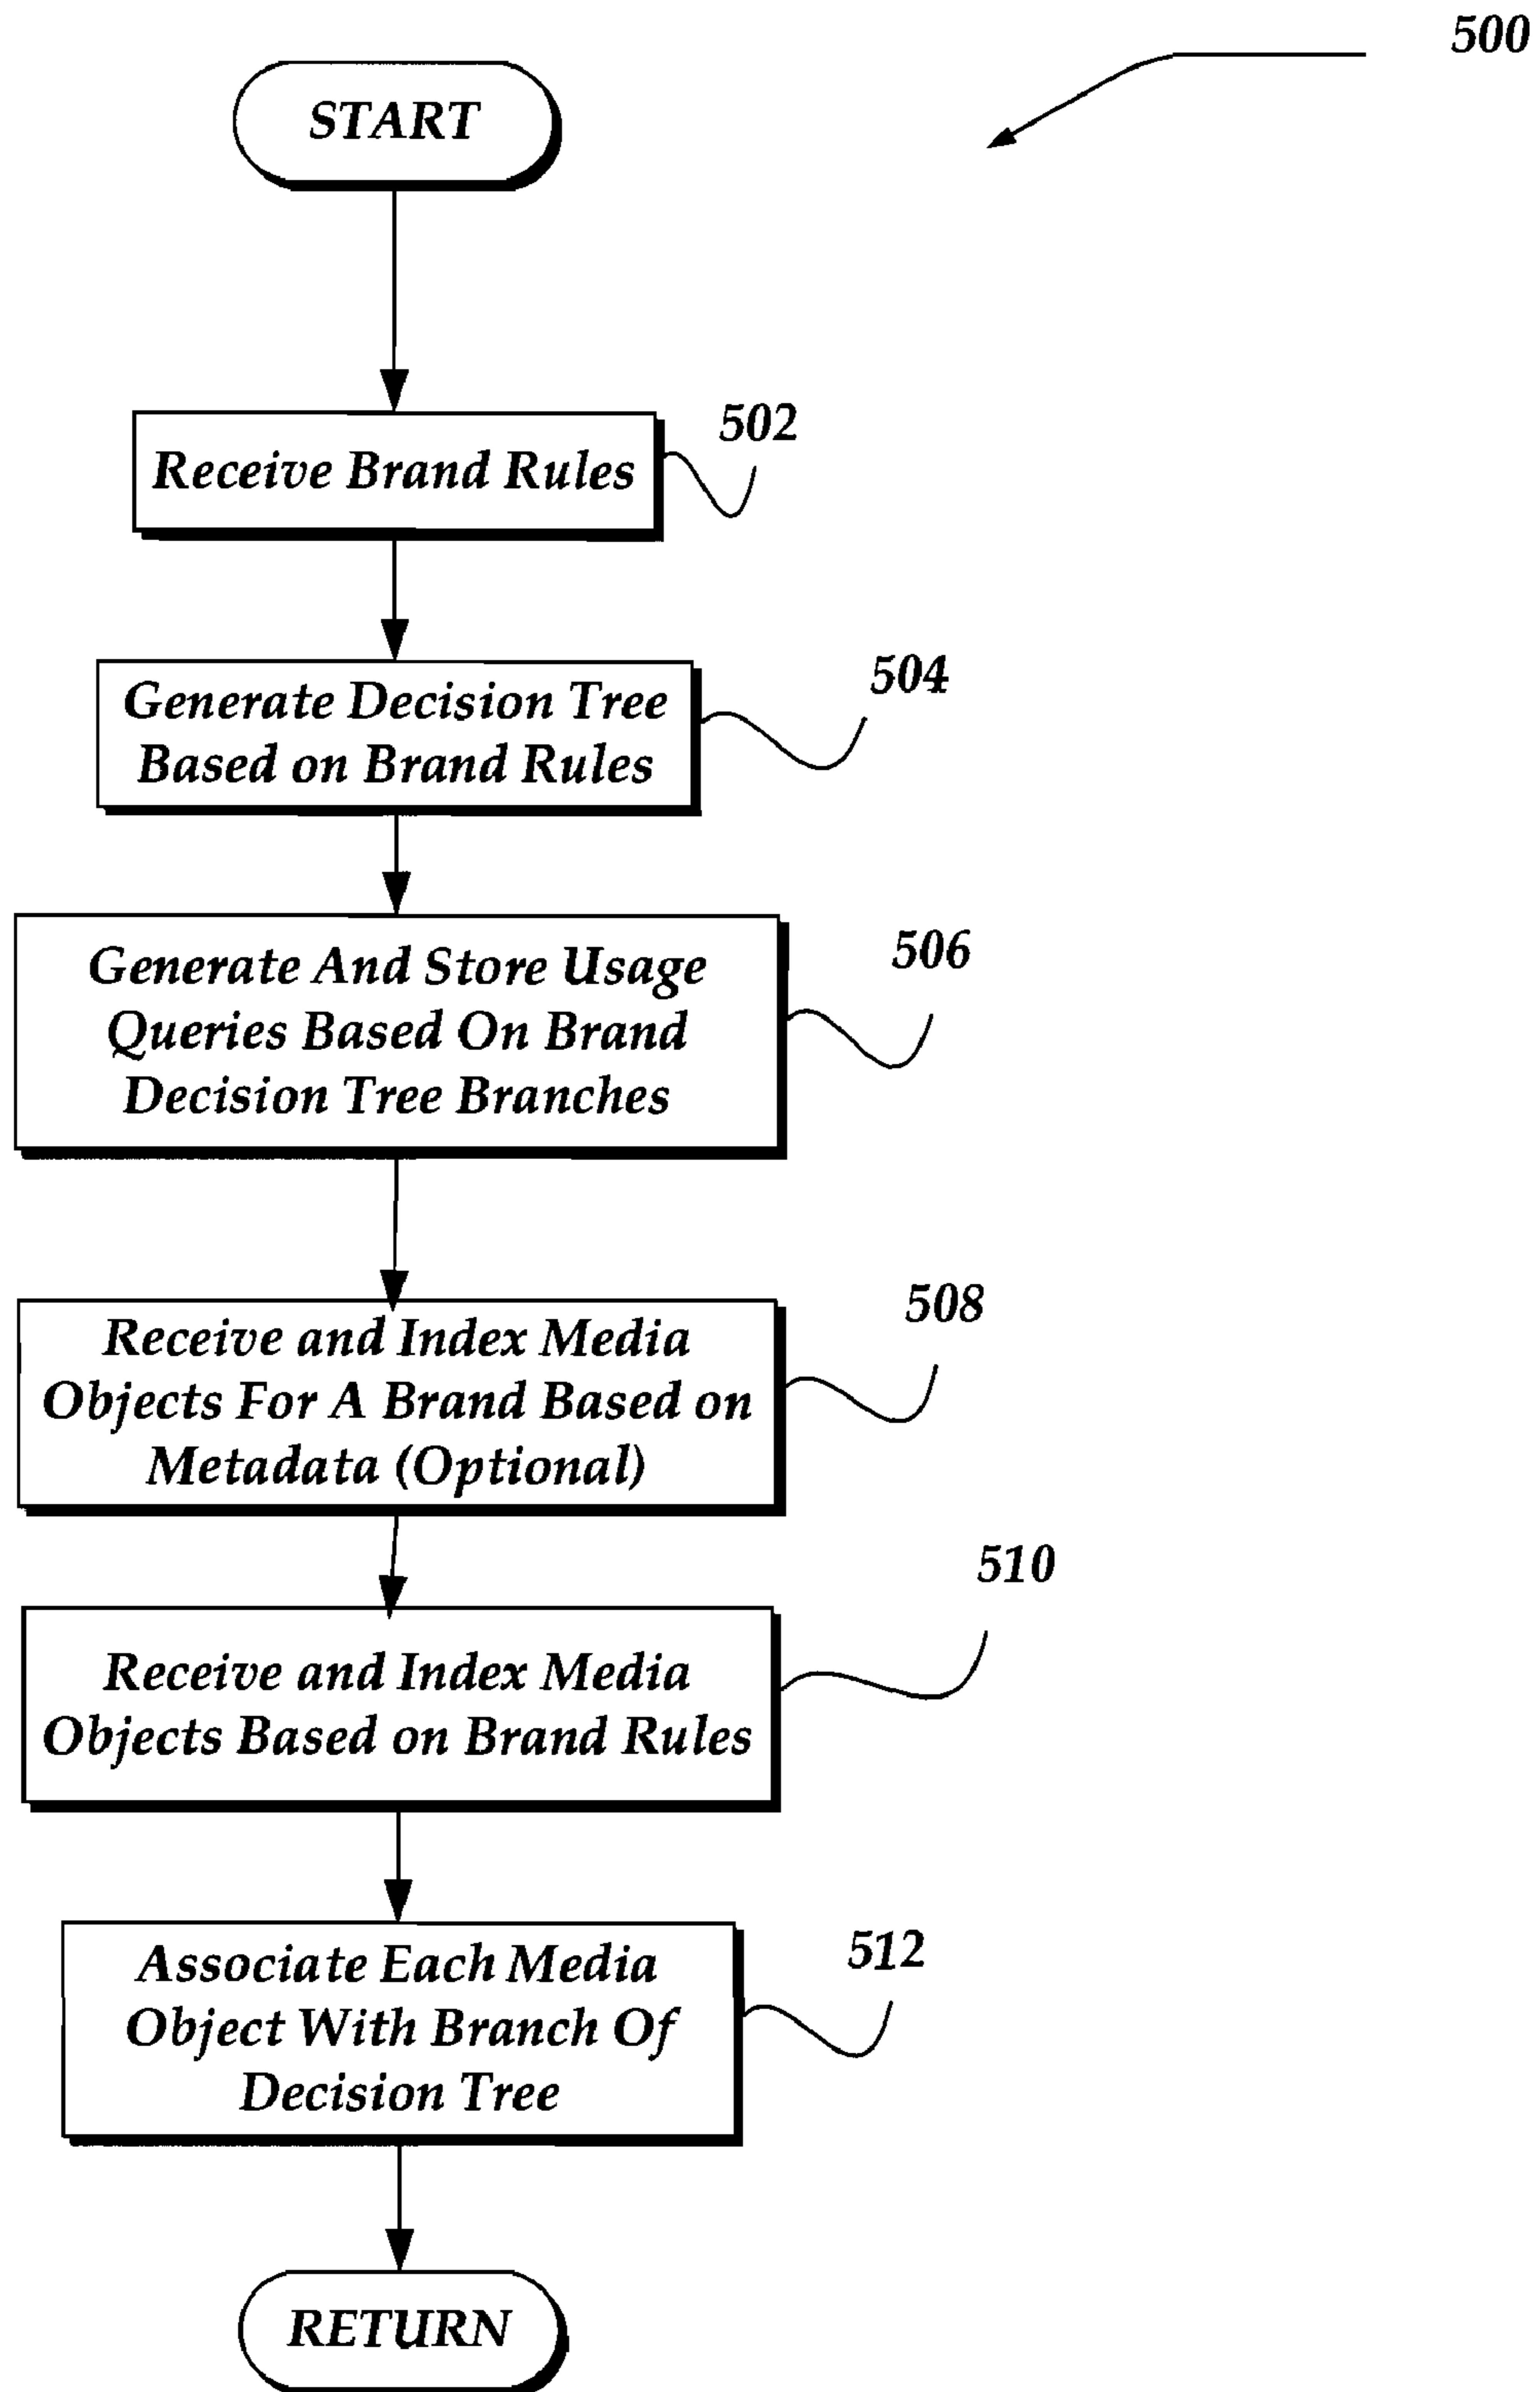 500
START
Receive Brand Rules
502
Generate Decision Tree
Based on Brand Rules
504
Generate And Store Usage
Queries Based On Brand
Decision Tree Branches
506
Receive and Index Media
Objects For A Brand Based on
Metadata (Optional)
508
Receive and Index Media
Objects Based on Brand Rules
510
Associate Each Media
Object With Branch Of
Decision Tree
512
RETURN